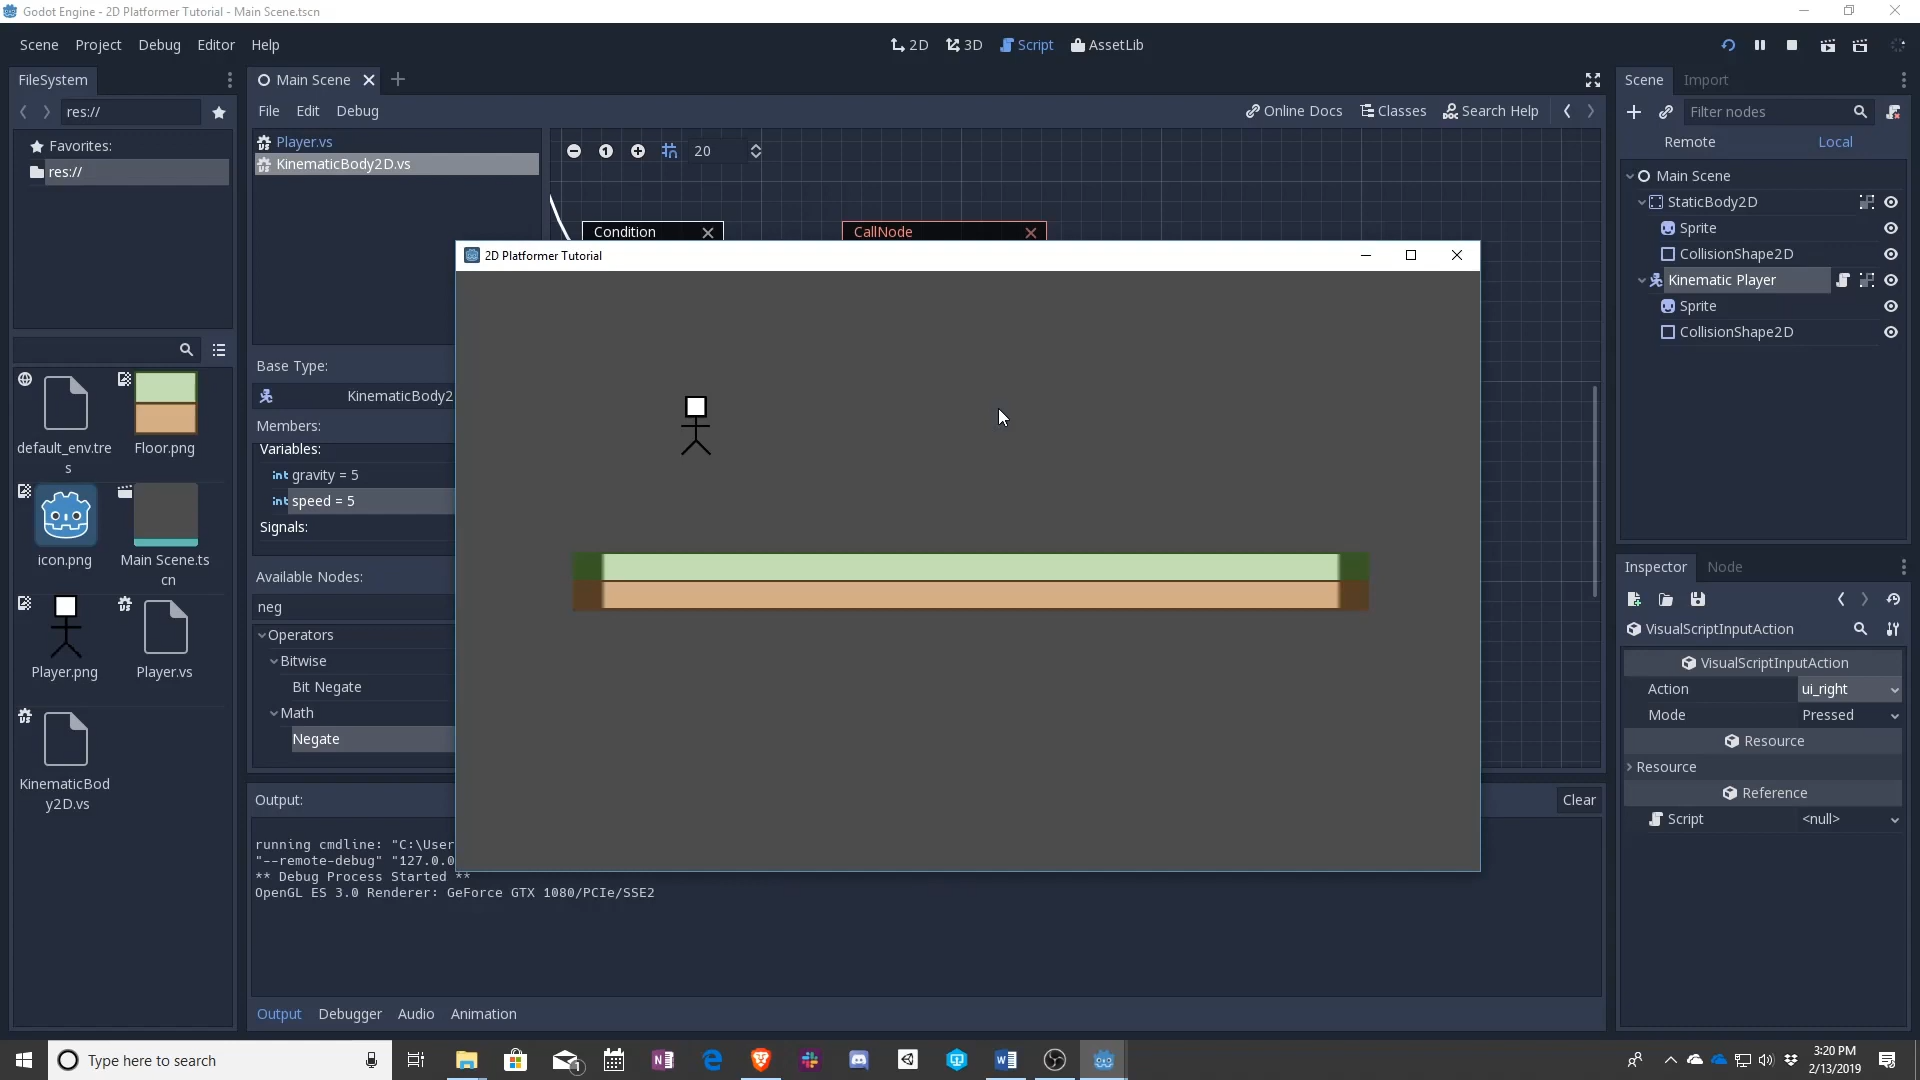 Godot Engine - 2D Platformer Tutorial - Main Scene.tscn
Scene Project Debug Editor Help
2D 3D Script AssetLib
FileSystem
Main Scene
Scene Import
res://
File Edit Debug
Online Docs Classes Search Help
Filter nodes
Favorites:
res://
Player.vs
KinematicBody2D.vs
20
Remote Local
Main Scene
StaticBody2D
Sprite
CollisionShape2D
Kinematic Player
Sprite
CollisionShape2D
Condition
CallNode
2D Platformer Tutorial
Base Type:
KinematicBody2
Members:
Variables:
int gravity = 5
int speed = 5
Signals:
Available Nodes:
neg
Operators
Bitwise
Bit Negate
Math
Negate
default_env.tre
s
Floor.png
icon.png
Main Scene.ts
cn
Player.png
Player.vs
KinematicBod
y2D.vs
Inspector Node
VisualScriptInputAction
VisualScriptInputAction
Action ui_right
Mode Pressed
Resource
Resource
Reference
Script <null>
Output:
Clear
running cmdline: "C:\User
"--remote-debug" "127.0.0
** Debug Process Started **
OpenGL ES 3.0 Renderer: GeForce GTX 1080/PCIe/SSE2
Output Debugger Audio Animation
Type here to search
1
3:20 PM
2/13/2019